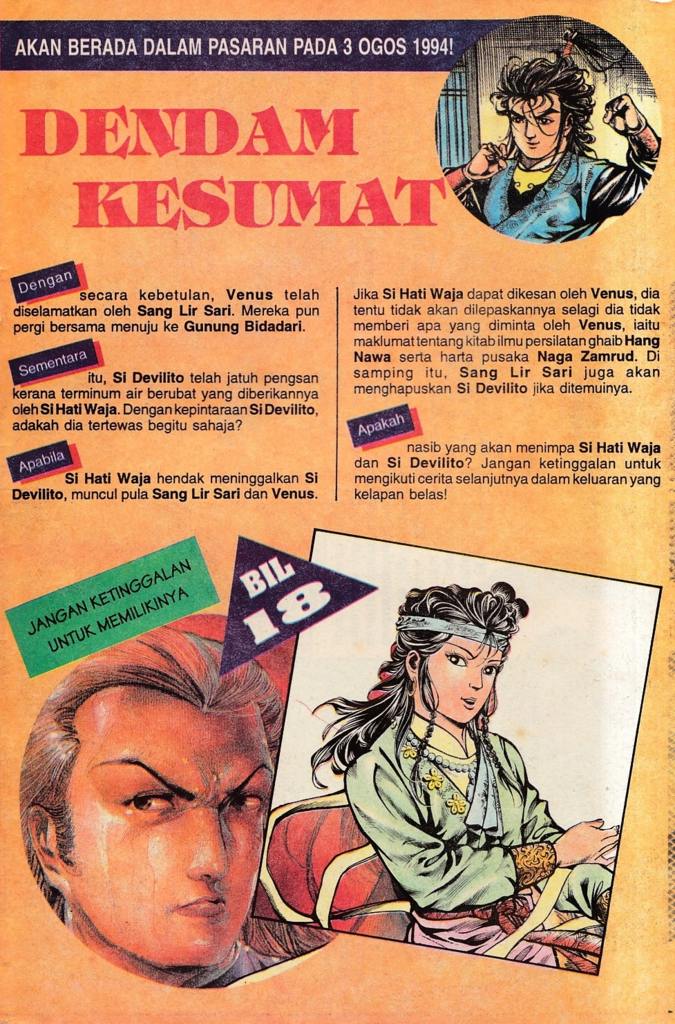 AKAN BERADA DALAM PASARAN PADA 3 OGOS 1994!
DENDAM
KESUMAT
Dengan
secara kebetulan, Venus telah
diselamatkan oleh Sang Lir Sari. Mereka pun
pergi bersama menuju ke Gunung Bidadari.
Sementara
itu, Si Devilito telah jatuh pengsan
kerana terminum air berubat yang diberikannya
oleh Si Hati Waja. Dengan kepintaraan Si Devilito,
adakah dia tertewas begitu sahaja?
Apabila
Si Hati Waja hendak meninggalkan Si
Devilito, muncul pula Sang Lir Sari dan Venus.
Jika Si Hati Waja dapat dikesan oleh Venus, dia
tentu tidak akan dilepaskannya selagi dia tidak
memberi apa yang diminta oleh Venus, iaitu
maklumat tentang kitab ilmu persilatan ghaib Hang
Nawa serta harta pusaka Naga Zamrud. Di
samping itu, Sang Lir Sari juga akan
menghapuskan Si Devilito jika ditemuinya.
Apakah
nasib yang akan menimpa Si Hati Waja
dan Si Devilito? Jangan ketinggalan untuk
mengikuti cerita selanjutnya dalam keluaran yang
kelapan belas!
JANGAN KETINGGALAN
UNTUK MEMILIKINYA
BIL
18